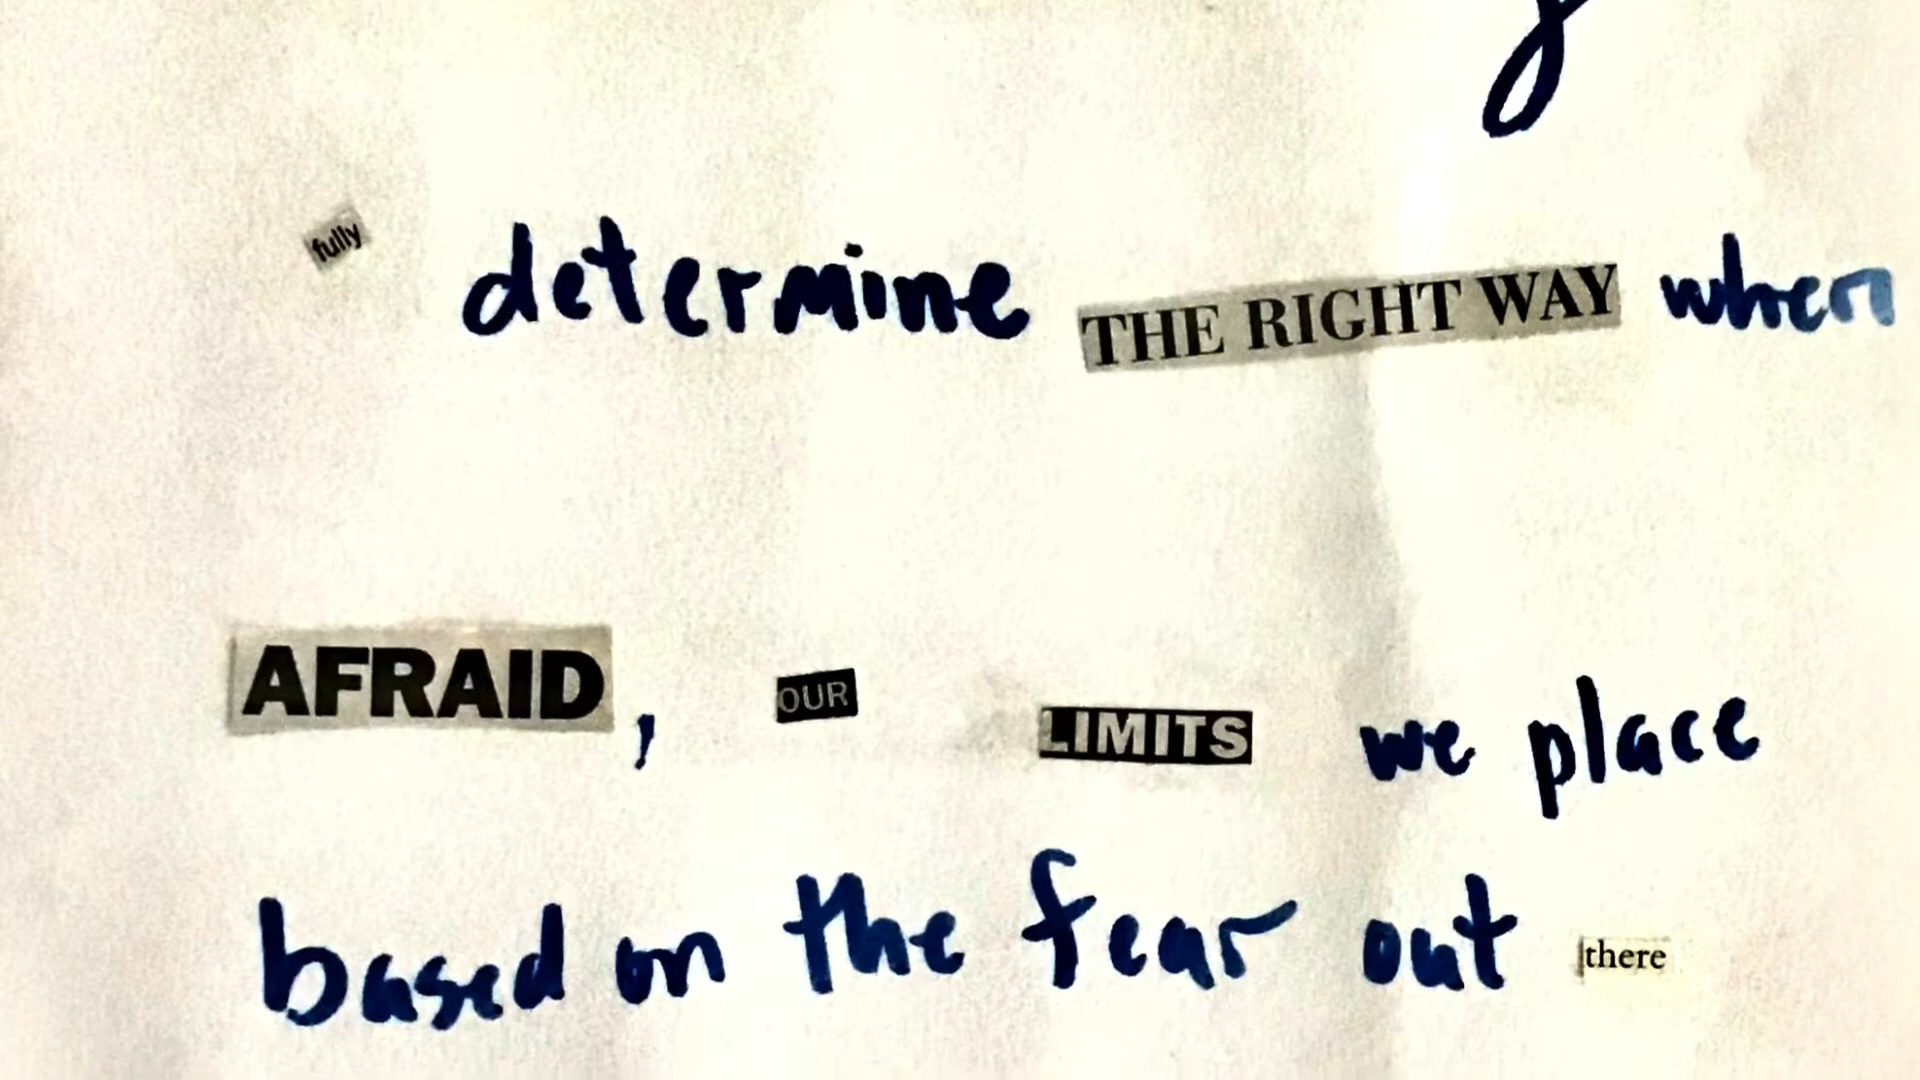 fully determine THE RIGHT WAY when
AFRAID, OUR LIMITS we place
based on the fear out there